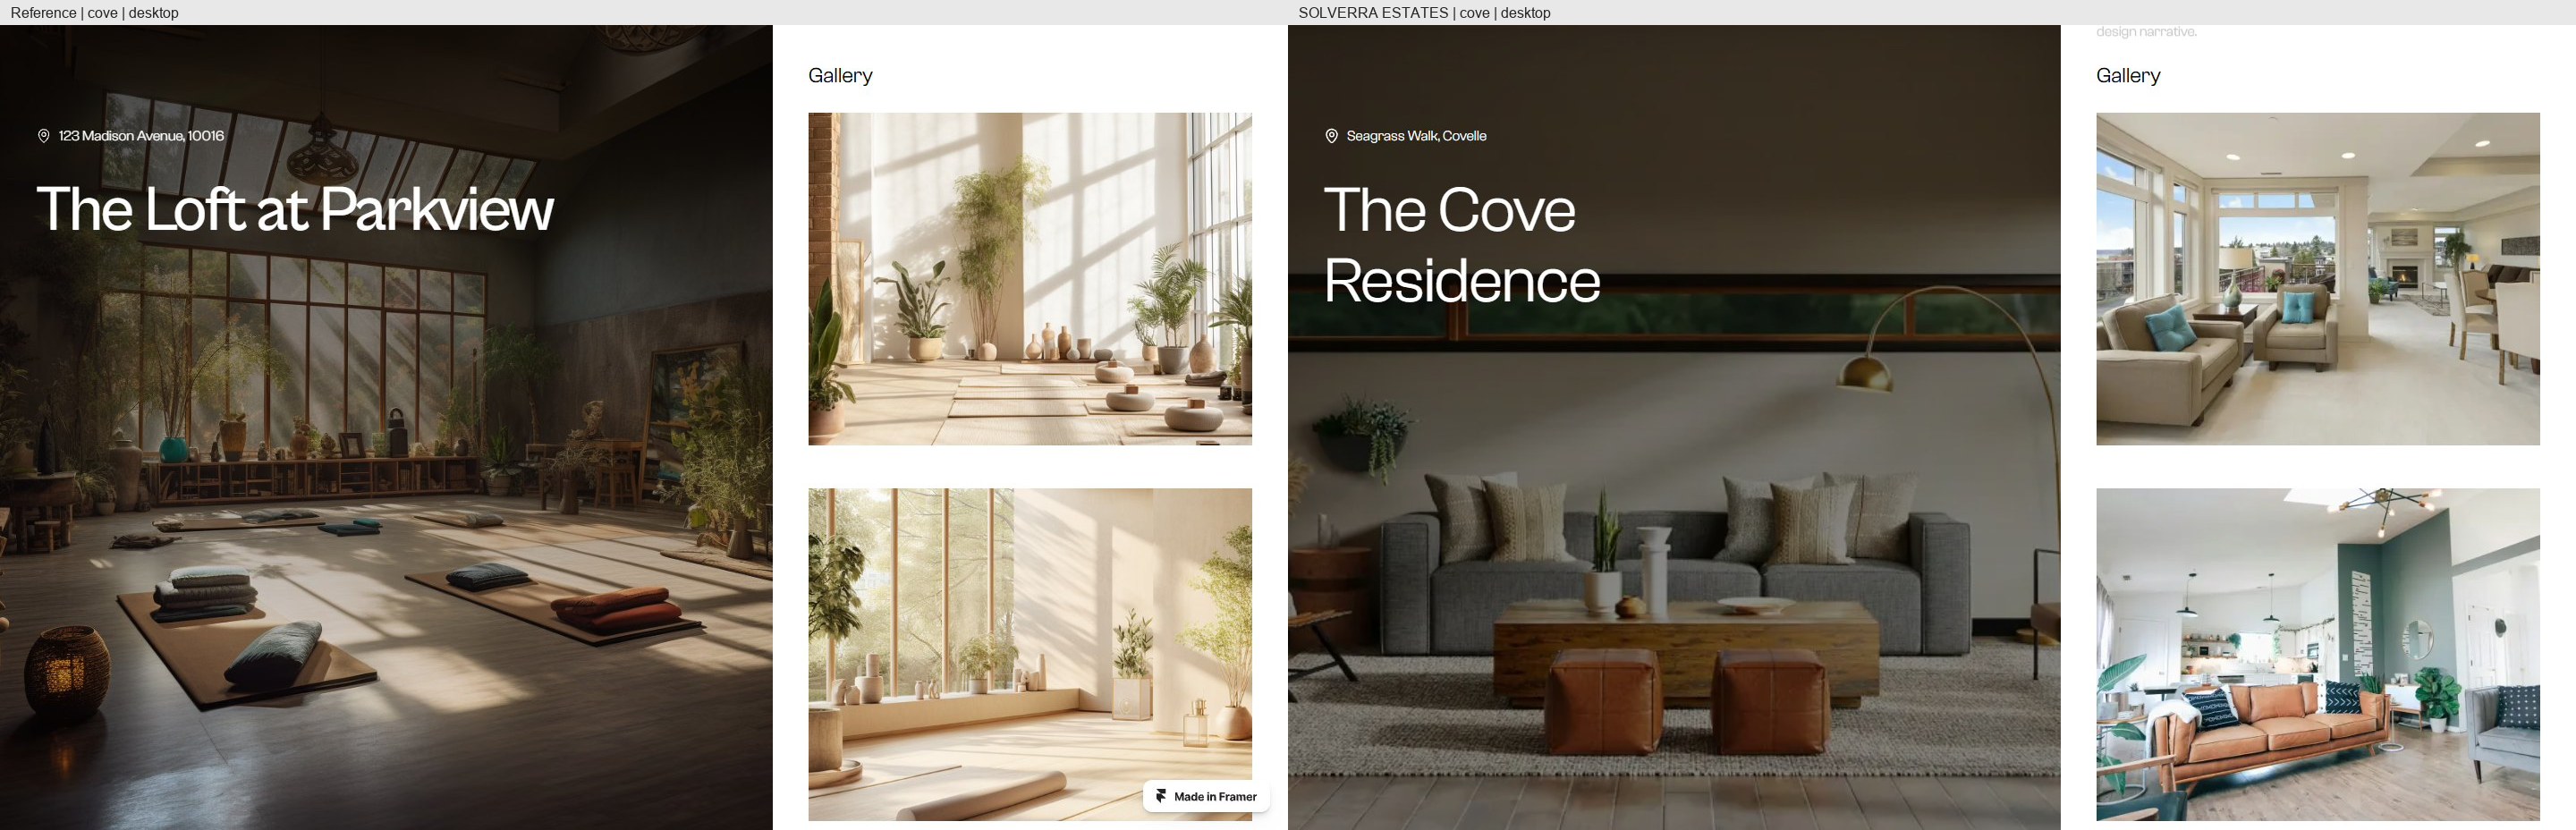 Reference | cove | desktop
123 Madison Avenue, 10016
The Loft at Parkview
Gallery
Made in Framer
SOLVERRA ESTATES | cove | desktop
Seagrass Walk, Covelle
The Cove
Residence
design narrative.
Gallery